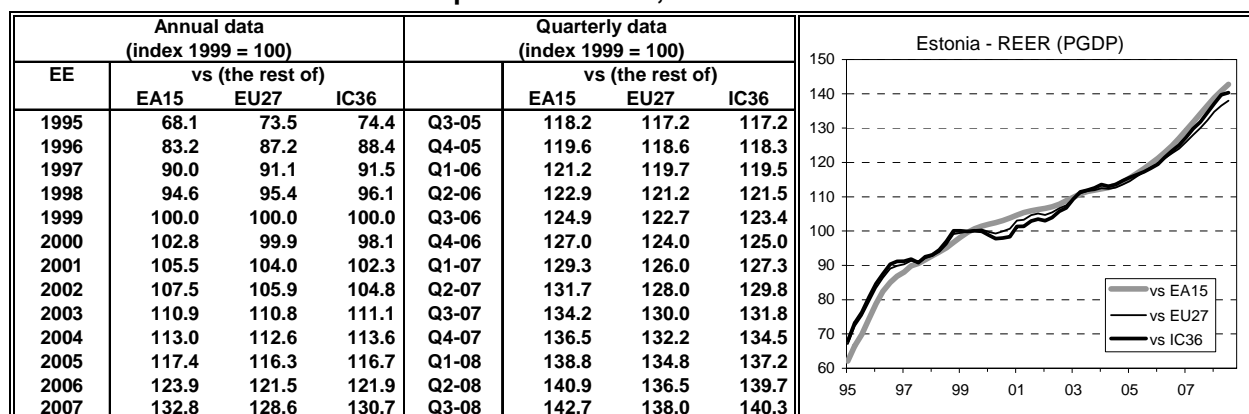 Annual data Quarterly data
(index 1999 = 100) (index 1999 = 100)
EE vs (the rest of) vs (the rest of)
EA15 EU27 IC36 EA15 EU27 IC36
1995 68.1 73.5 74.4 Q3-05 118.2 117.2 117.2
1996 83.2 87.2 88.4 Q4-05 119.6 118.6 118.3
1997 90.0 91.1 91.5 Q1-06 121.2 119.7 119.5
1998 94.6 95.4 96.1 Q2-06 122.9 121.2 121.5
1999 100.0 100.0 100.0 Q3-06 124.9 122.7 123.4
2000 102.8 99.9 98.1 Q4-06 127.0 124.0 125.0
2001 105.5 104.0 102.3 Q1-07 129.3 126.0 127.3
2002 107.5 105.9 104.8 Q2-07 131.7 128.0 129.8
2003 110.9 110.8 111.1 Q3-07 134.2 130.0 131.8
2004 113.0 112.6 113.6 Q4-07 136.5 132.2 134.5
2005 117.4 116.3 116.7 Q1-08 138.8 134.8 137.2
2006 123.9 121.5 121.9 Q2-08 140.9 136.5 139.7
2007 132.8 128.6 130.7 Q3-08 142.7 138.0 140.3
Estonia - REER (PGDP)
150
140
130
120
110
100
90
80
70
60
vs EA15
vs EU27
vs IC36
95 97 99 01 03 05 07